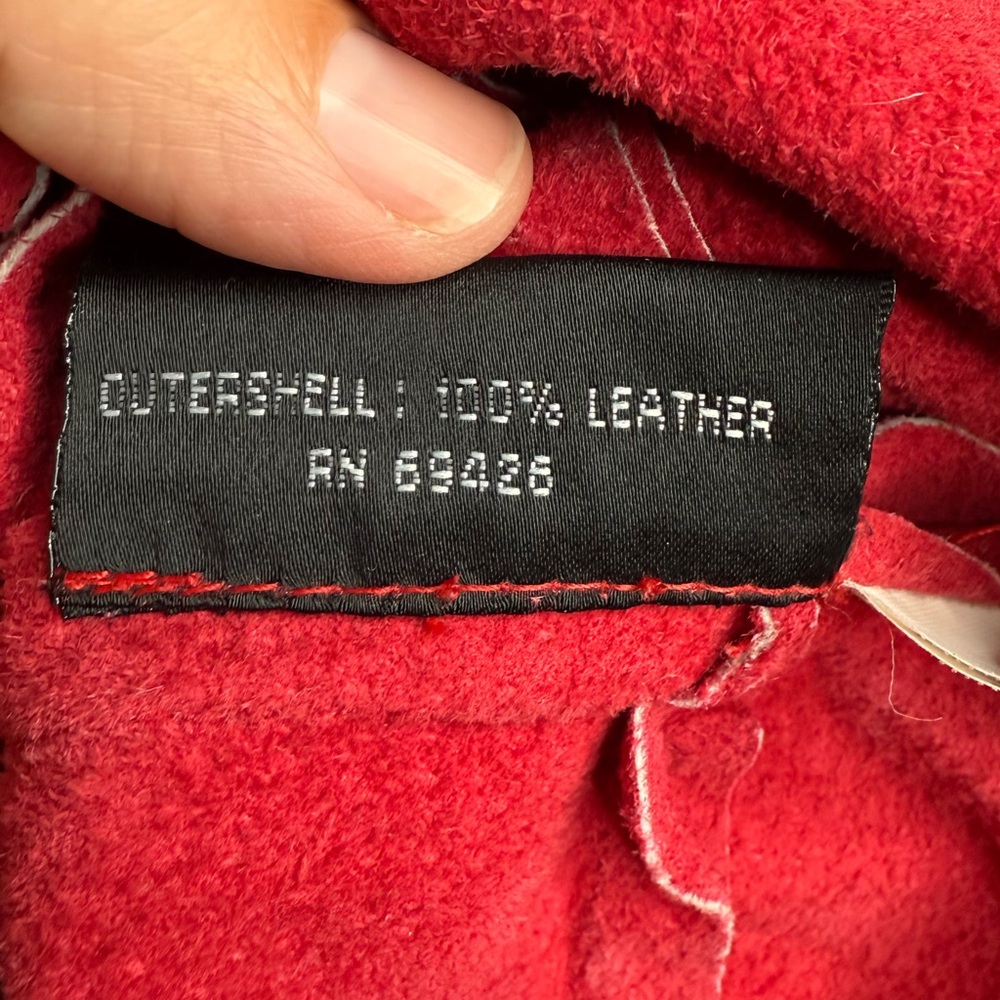 OUTERSHELL : 100% LEATHER
RN 69426